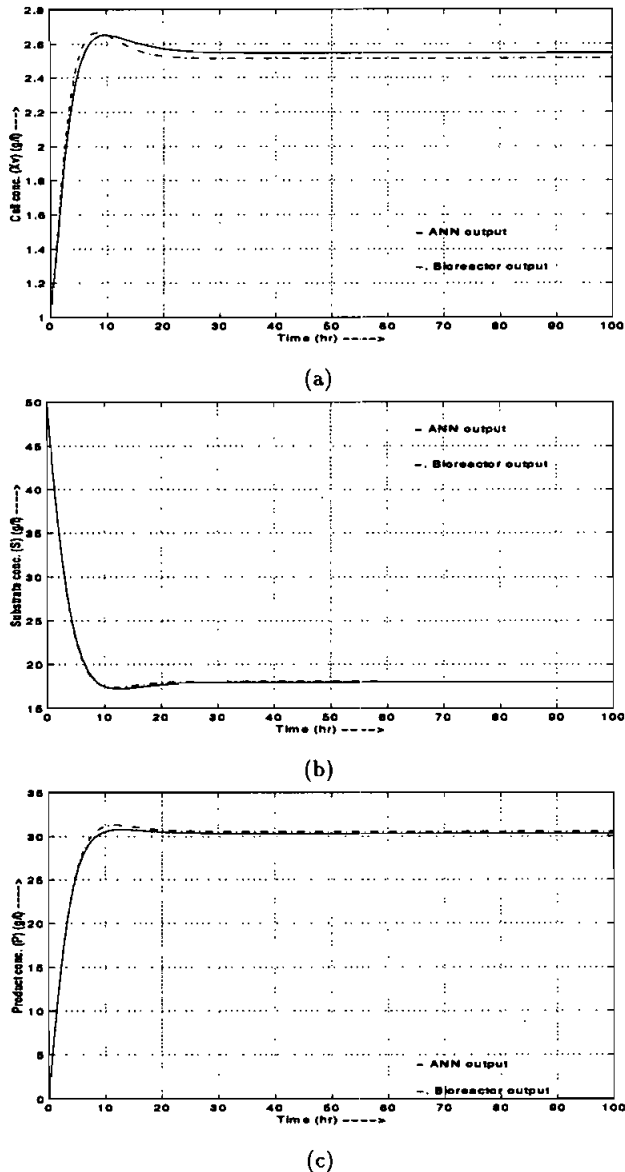 2.8
2.6
2.4
2.2
2
1.8
1.6
1.4
1.2
1
Cell conc. (Xv) (g/l) --->
- ANN output
-. Bioreactor output
0 10 20 30 40 50 60 70 80 90 100
Time (hr) ----->
(a)
50
45
40
35
30
25
20
15
Substrate conc. (S) (g/l) ---->
- ANN output
-. Bioreactor output
0 10 20 30 40 50 60 70 80 90 100
Time (hr) ----->
(b)
35
30
25
20
15
10
5
0
Product conc. (P) (g/l) ---->
- ANN output
-. Bioreactor output
0 10 20 30 40 50 60 70 80 90 100
Time (hr) ---->
(c)